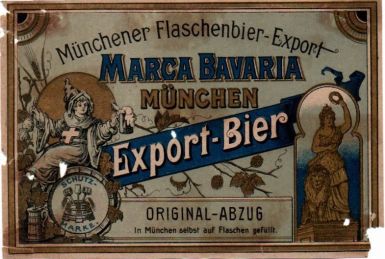 Münchener Flaschenbier-Export
MARCA BAVARIA
MÜNCHEN
Export-Bier
SCHUTZ
MARKE
ORIGINAL-ABZUG
In München selbst auf Flaschen gefüllt.